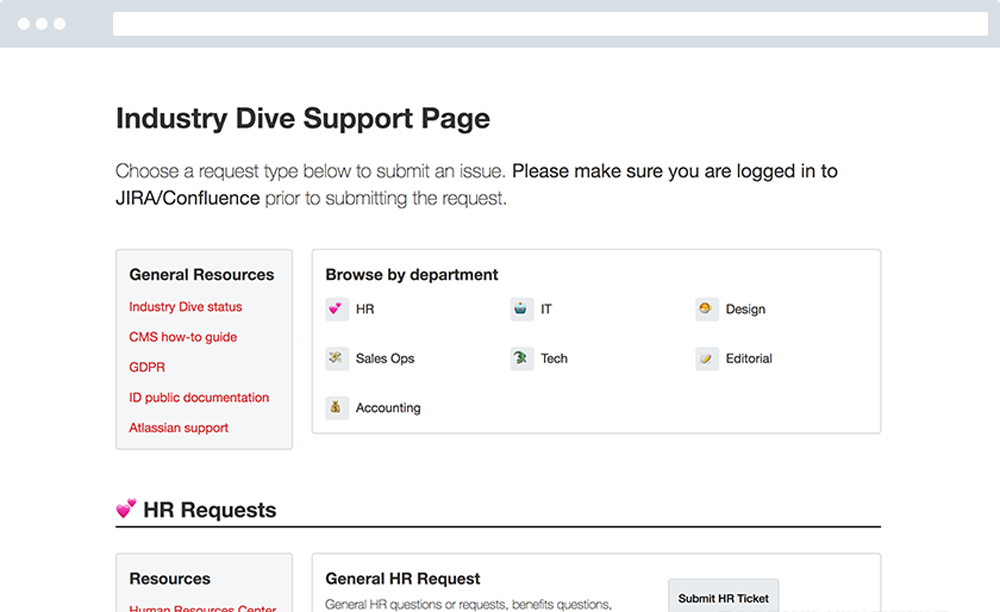 Industry Dive Support Page
Choose a request type below to submit an issue. Please make sure you are logged in to
JIRA/Confluence prior to submitting the request.
General Resources
Industry Dive status
CMS how-to guide
GDPR
ID public documentation
Atlassian support
Browse by department
HR
IT
Design
Sales Ops
Tech
Editorial
Accounting
HR Requests
Resources
Human Resources Center
General HR Request
General HR questions or requests, benefits questions,
Submit HR Ticket